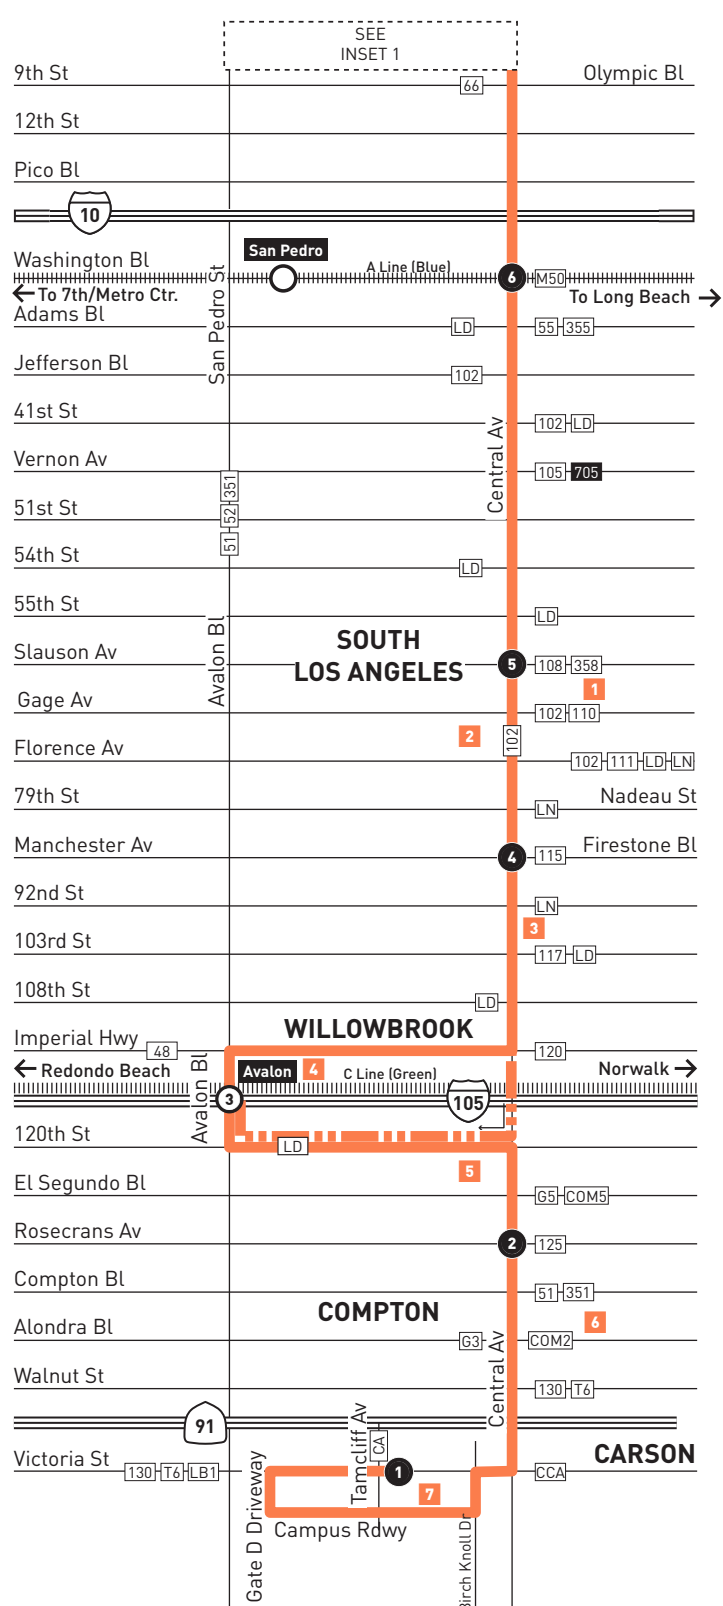 SEE
INSET 1
9th St
Olympic Bl
66
12th St
Pico Bl
10
Washington Bl
San Pedro
A Line (Blue)
6
M50
To 7th/Metro Ctr.
To Long Beach
San Pedro St
Adams Bl
LD
55
355
Jefferson Bl
102
41st St
102
LD
Central Av
Vernon Av
105
705
351
52
51
51st St
54th St
LD
55th St
LD
SOUTH
LOS ANGELES
Avalon Bl
Slauson Av
5
108
358
1
Gage Av
102
110
2
102
Florence Av
102
111
LD
LN
79th St
Nadeau St
LN
Manchester Av
Firestone Bl
4
115
92nd St
LN
3
103rd St
117
LD
108th St
LD
WILLOWBROOK
Imperial Hwy
48
120
Redondo Beach
Avalon
4
C Line (Green)
Norwalk
Avalon Bl
3
105
120th St
LD
5
El Segundo Bl
G5
COM5
Rosecrans Av
2
125
Compton Bl
51
351
COMPTON
6
Alondra Bl
G3
COM2
Central Av
Walnut St
130
T6
91
Tamcliff Av
CA
CARSON
Victoria St
130
T6
LB1
1
CCA
7
Campus Rdwy
Gate D Driveway
Birch Knoll Dr